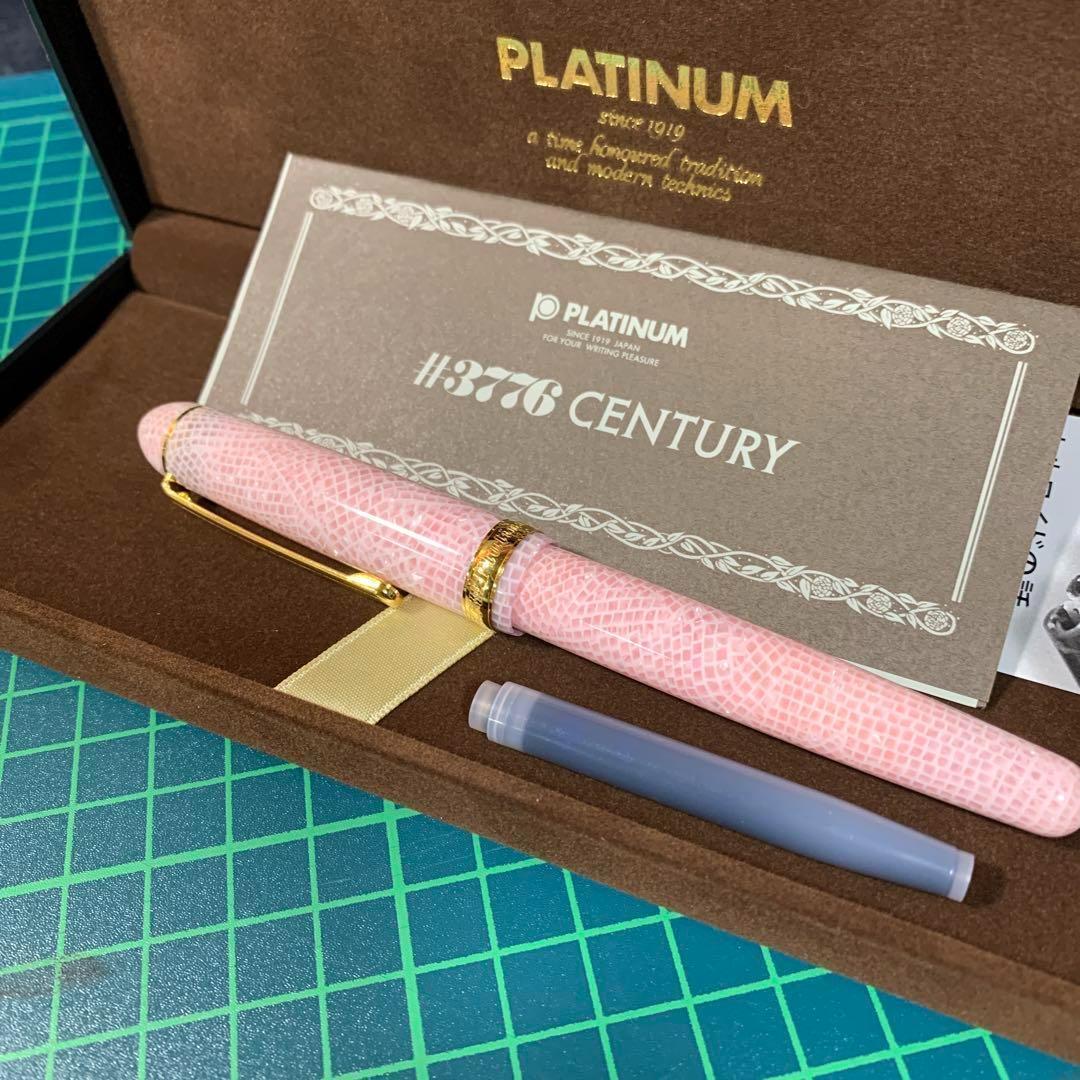 PLATINUM
since 1919
a time honoured tradition
and modern technics
PLATINUM
SINCE 1919 JAPAN
FOR YOUR WRITING PLEASURE
#3776 CENTURY